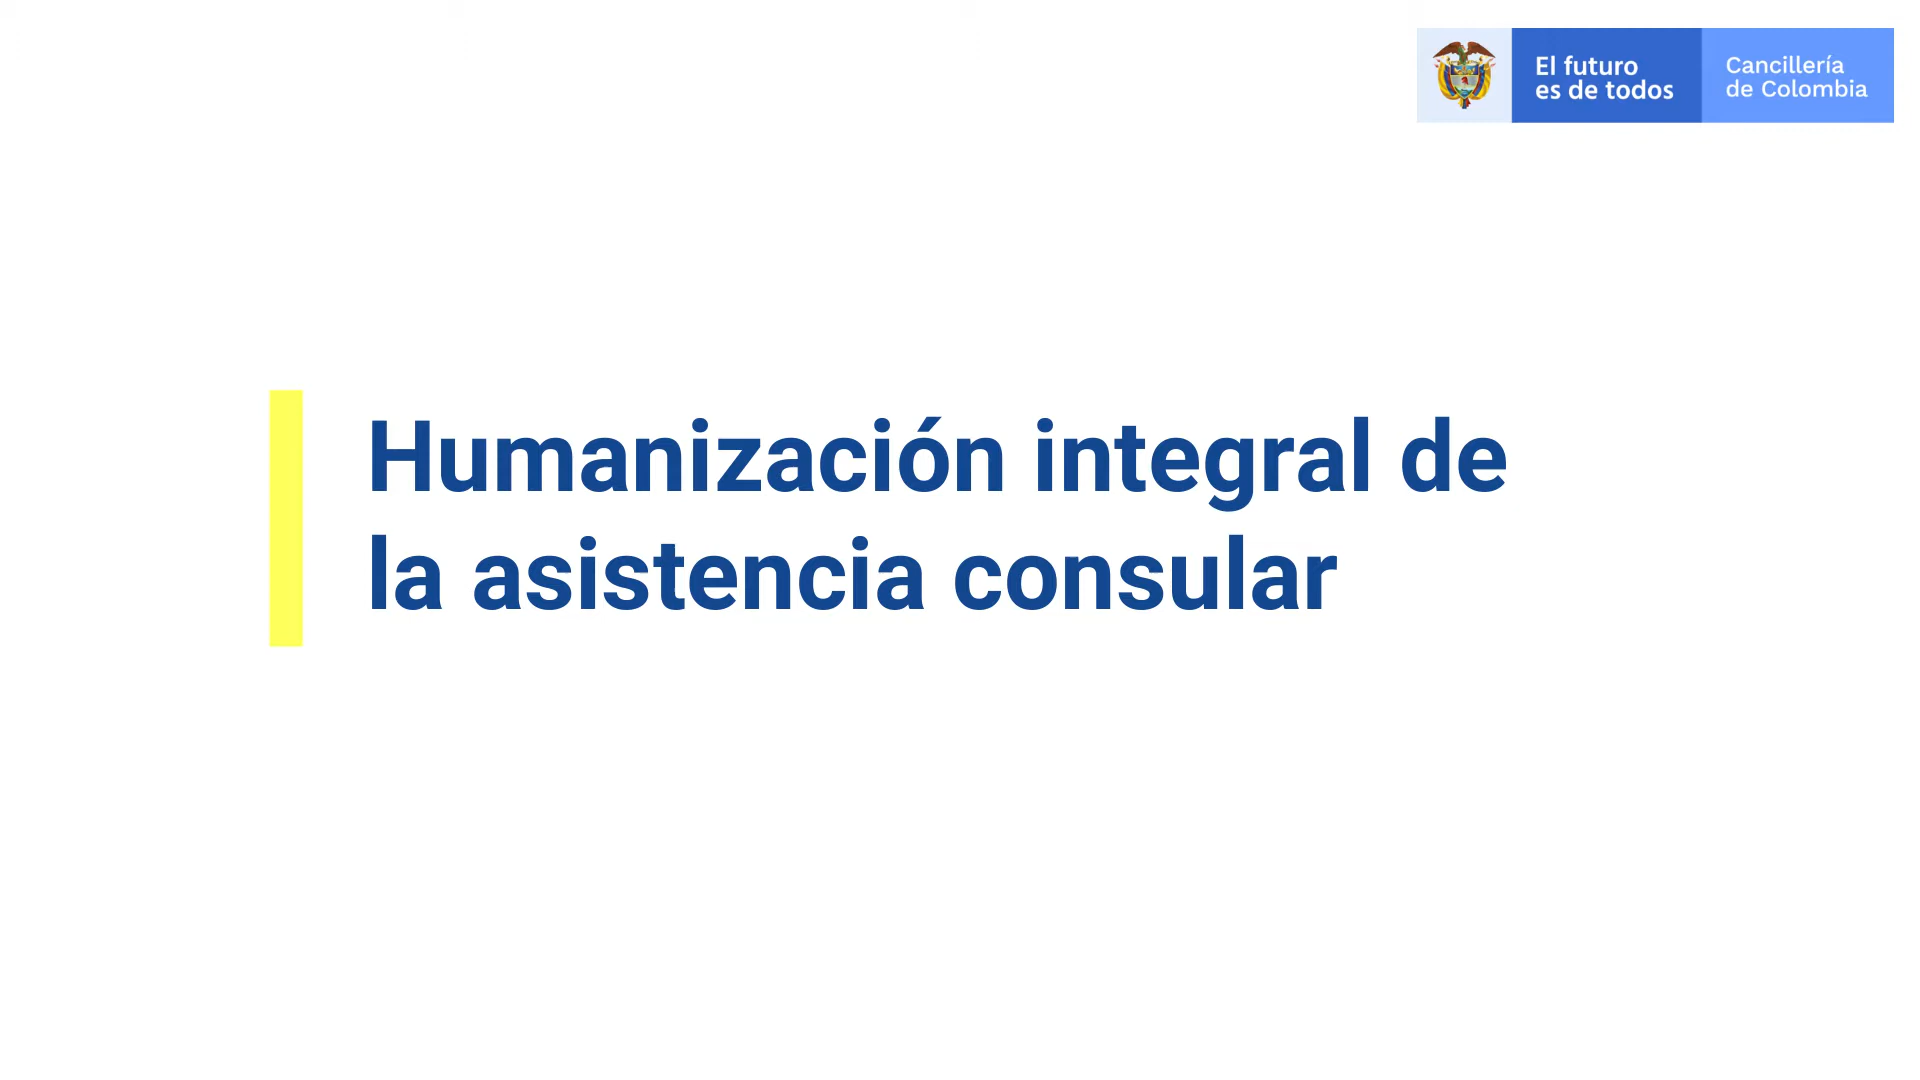 El futuro
es de todos
Cancillería
de Colombia
Humanización integral de
la asistencia consular